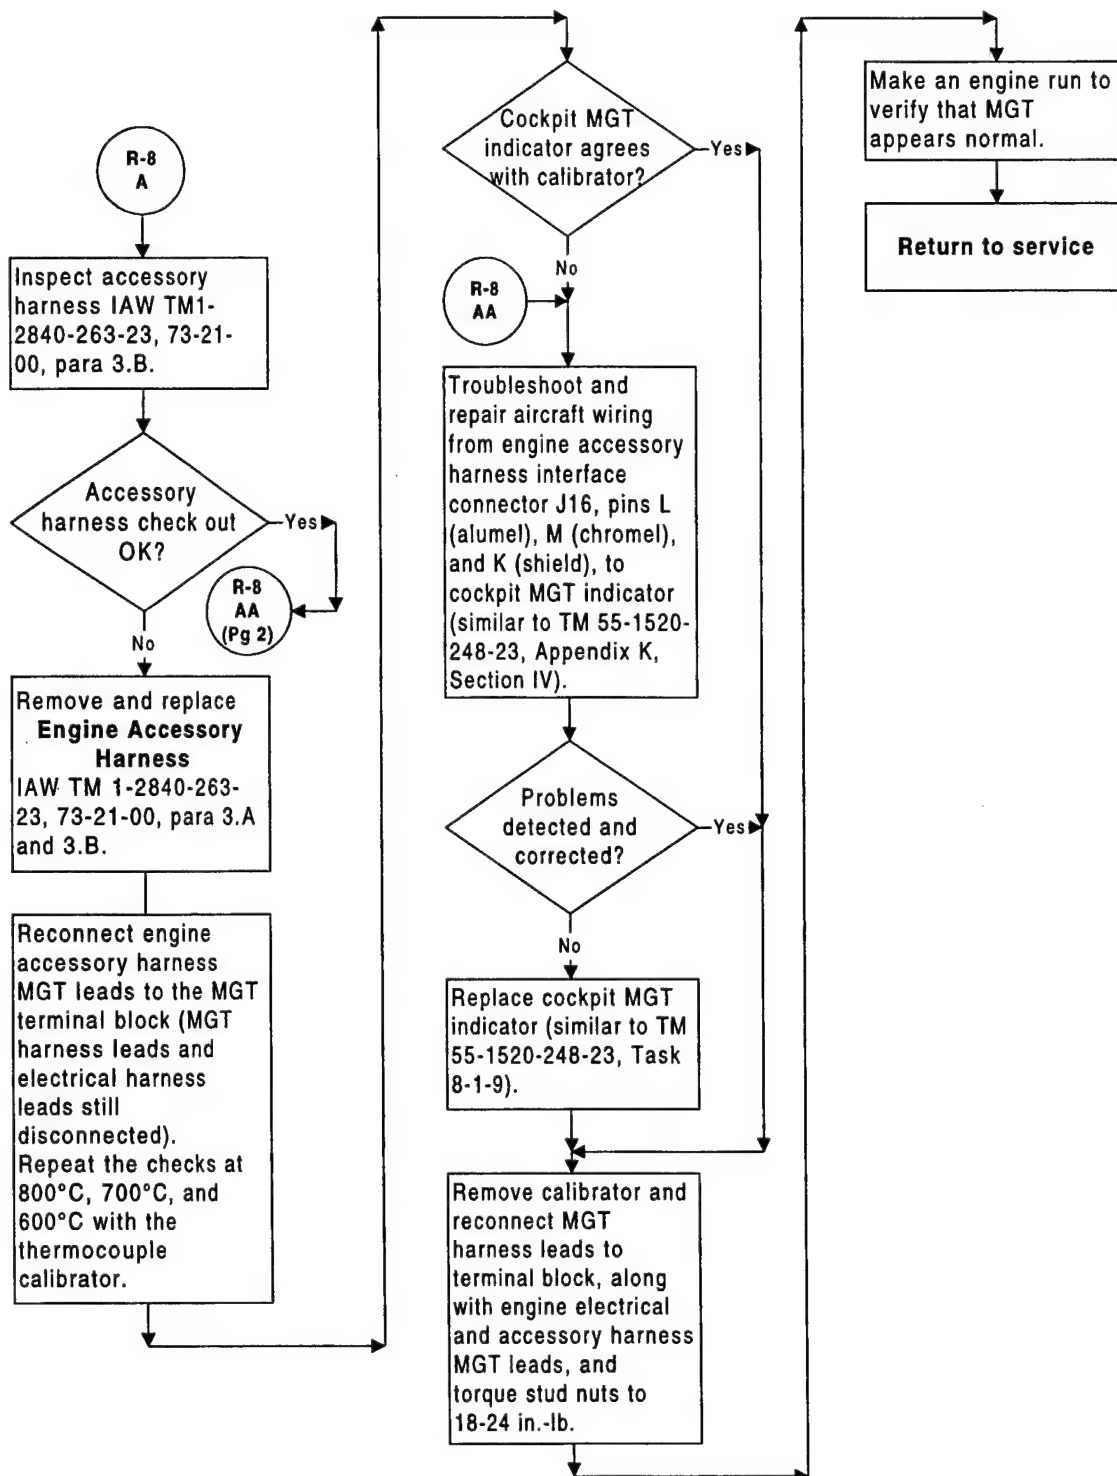 R-8
A
Inspect accessory
harness IAW TM1-
2840-263-23, 73-21-
00, para 3.B.
Accessory
harness check out
OK?
Yes
R-8
AA
(Pg 2)
No
Remove and replace
Engine Accessory
Harness
IAW TM 1-2840-263-
23, 73-21-00, para 3.A
and 3.B.
Reconnect engine
accessory harness
MGT leads to the MGT
terminal block (MGT
harness leads and
electrical harness
leads still
disconnected).
Repeat the checks at
800°C, 700°C, and
600°C with the
thermocouple
calibrator.
Cockpit MGT
indicator agrees
with calibrator?
Yes
No
R-8
AA
Troubleshoot and
repair aircraft wiring
from engine accessory
harness interface
connector J16, pins L
(alumel), M (chromel),
and K (shield), to
cockpit MGT indicator
(similar to TM 55-1520-
248-23, Appendix K,
Section IV).
Problems
detected and
corrected?
Yes
No
Replace cockpit MGT
indicator (similar to TM
55-1520-248-23, Task
8-1-9).
Remove calibrator and
reconnect MGT
harness leads to
terminal block, along
with engine electrical
and accessory harness
MGT leads, and
torque stud nuts to
18-24 in.-lb.
Make an engine run to
verify that MGT
appears normal.
Return to service